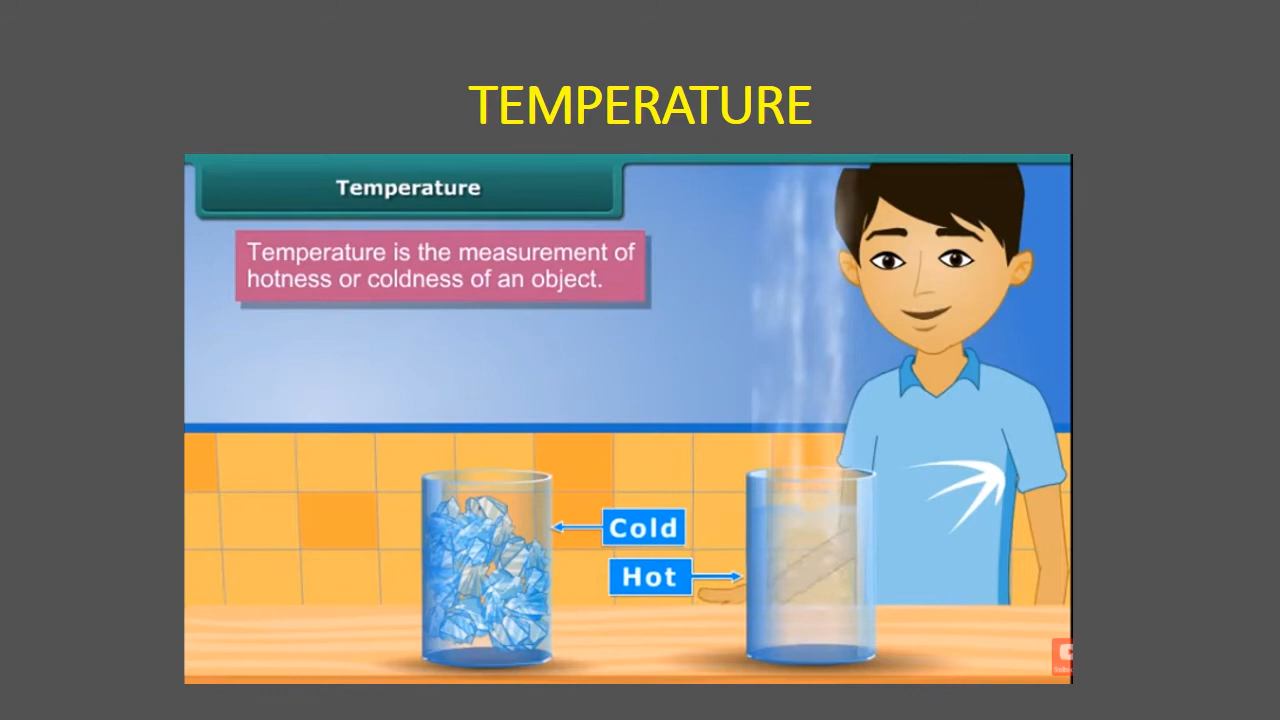 TEMPERATURE
Temperature
Temperature is the measurement of
hotness or coldness of an object.
Cold
Hot